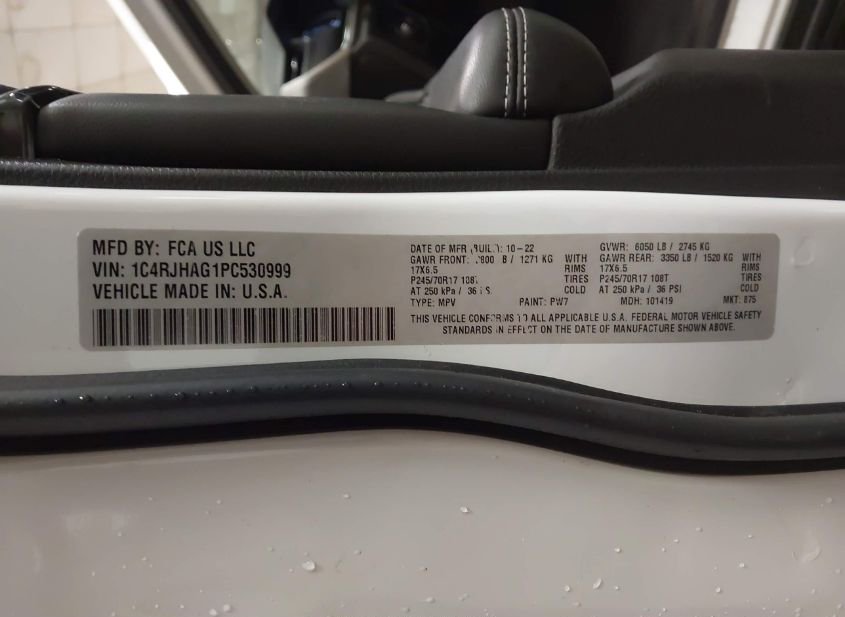 MFD BY: FCA US LLC
VIN: 1C4RJHAG1PC530999
VEHICLE MADE IN: U.S.A.
DATE OF MFR 10-22
GAWR FRONT: / 1271 KG WITH
17X6.5 RIMS
P245/70R17 TIRES
AT 250 kPa / 36 COLD
TYPE: MPV PAINT: PW7
GVWR: 6050 LB / 2745 KG
GAWR REAR: 3350 LB / 1520 KG WITH
17X6.5 RIMS
P245/70R17 108T TIRES
AT 250 kPa / 36 PSI COLD
MDH: 101419 MKT: 875
THIS VEHICLE TO ALL APPLICABLE U.S.A. FEDERAL MOTOR VEHICLE SAFETY
STANDARDS IN ON THE DATE OF MANUFACTURE SHOWN ABOVE.